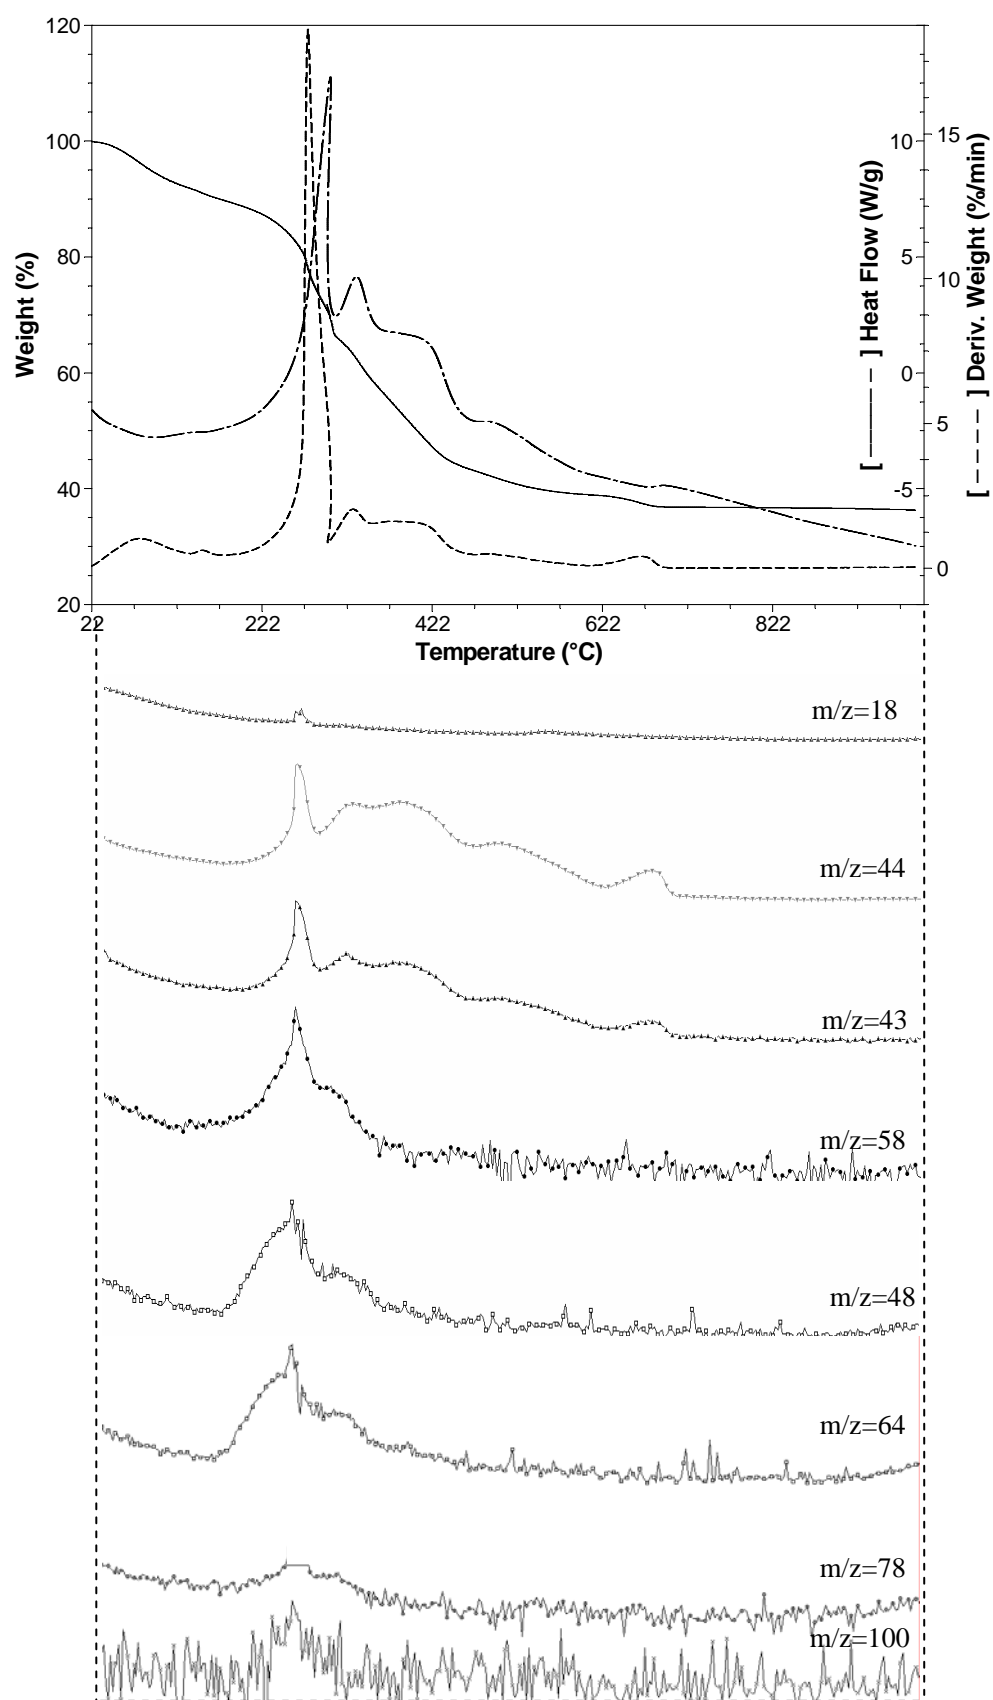 120
100
80
60
40
20
Weight (%)
22
222
422
622
822
Temperature (°C)
10
5
0
-5
[ ––––– – ] Heat Flow (W/g)
15
10
5
0
[ – – – – ] Deriv. Weight (%/min)
m/z=18
m/z=44
m/z=43
m/z=58
m/z=48
m/z=64
m/z=78
m/z=100